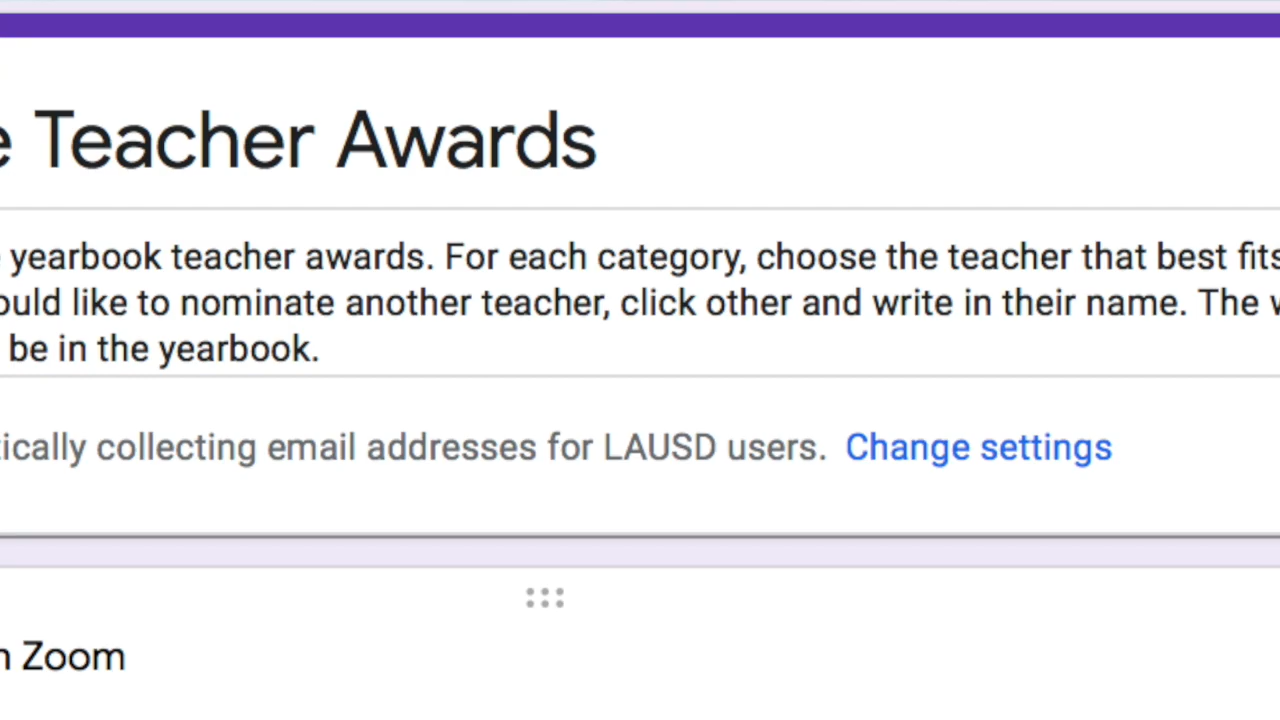 Teacher Awards
yearbook teacher awards. For each category, choose the teacher that best fits
like to nominate another teacher, click other and write in their name. The
be in the yearbook.
collecting email addresses for LAUSD users. Change settings
Zoom